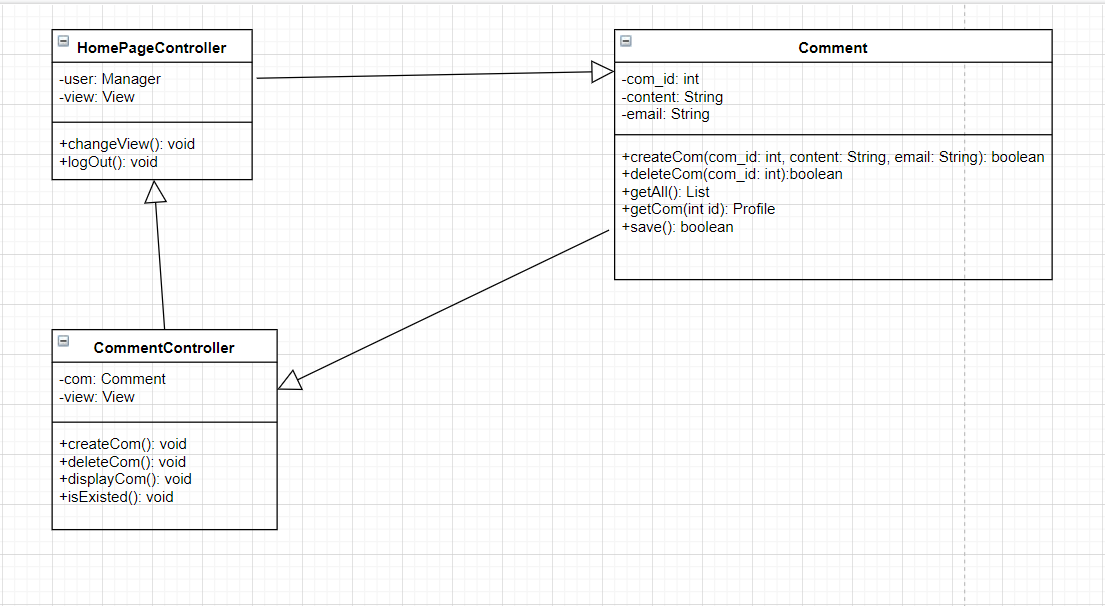 HomePageController
-user: Manager
-view: View
+changeView(): void
+logOut(): void
Comment
-com_id: int
-content: String
-email: String
+createCom(com_id: int, content: String, email: String): boolean
+deleteCom(com_id: int):boolean
+getAll(): List
+getCom(int id): Profile
+save(): boolean
CommentController
-com: Comment
-view: View
+createCom(): void
+deleteCom(): void
+displayCom(): void
+isExisted(): void